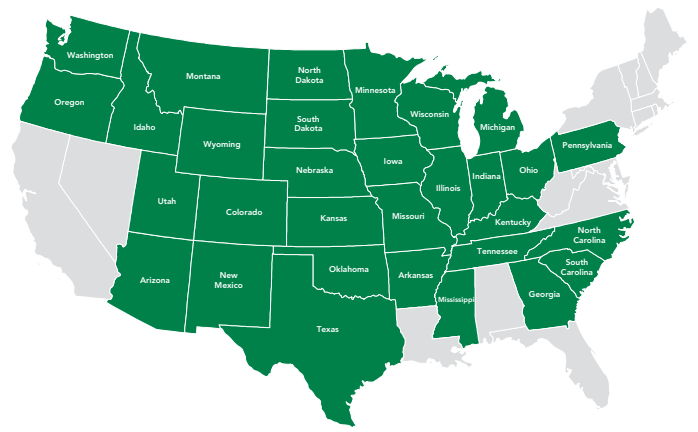 Washington
Montana
North
Dakota
Minnesota
Oregon
Idaho
Wisconsin
South
Dakota
Michigan
Wyoming
Pennsylvania
Iowa
Nebraska
Ohio
Indiana
Illinois
Utah
Colorado
Kansas
Missouri
Kentucky
North
Carolina
Tennessee
Oklahoma
South
Carolina
Arkansas
Arizona
New
Mexico
Georgia
Mississippi
Texas